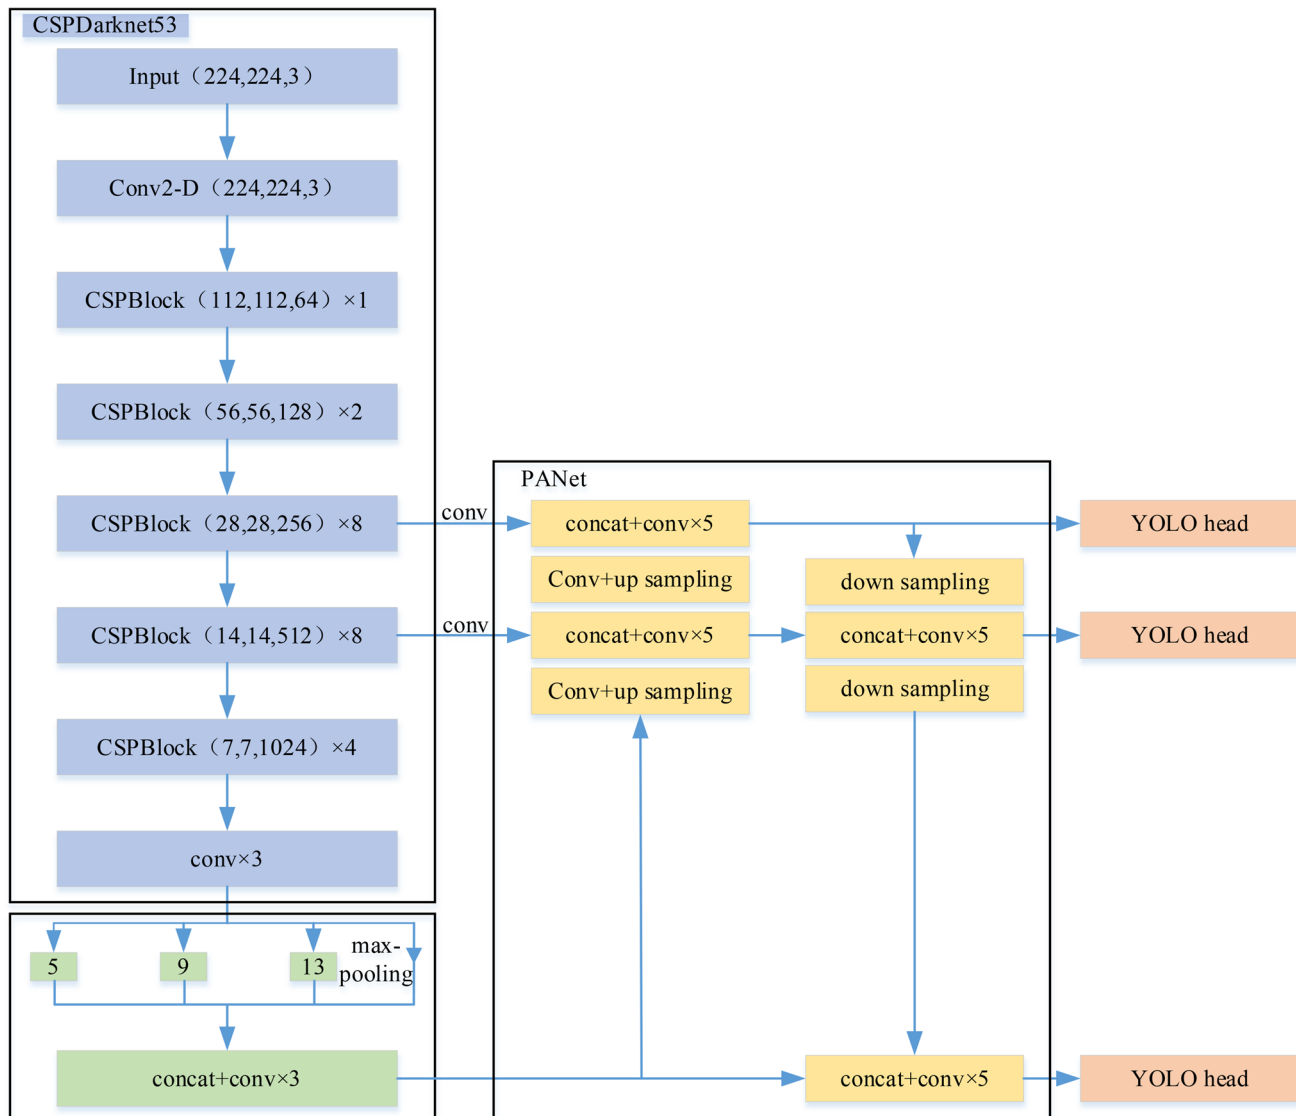 CSPDarknet53
Input（224,224,3）
Conv2-D（224,224,3）
CSPBlock（112,112,64）×1
CSPBlock（56,56,128）×2
CSPBlock（28,28,256）×8
CSPBlock（14,14,512）×8
CSPBlock（7,7,1024）×4
conv×3
5
9
13
max-
pooling
concat+conv×3
conv
conv
PANet
concat+conv×5
Conv+up sampling
concat+conv×5
Conv+up sampling
down sampling
concat+conv×5
down sampling
concat+conv×5
YOLO head
YOLO head
YOLO head